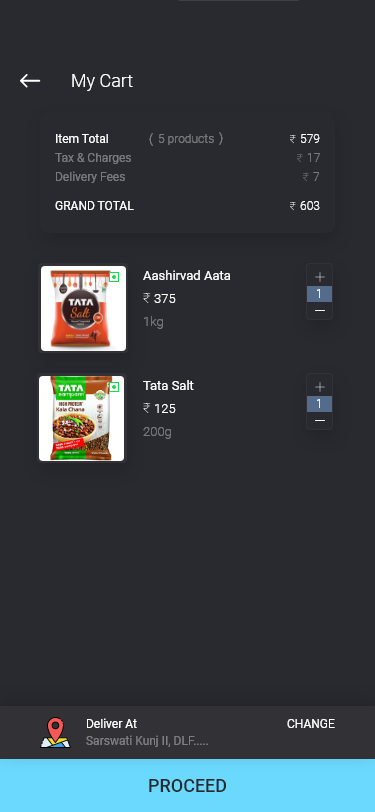 My Cart
Item Total ( 5 products ) ₹ 579
Tax & Charges ₹ 17
Delivery Fees ₹ 7
GRAND TOTAL ₹ 603
TATA
Salt
Aashirvad Aata
₹ 375
1kg
+
1
−
TATA
sampann
HIGH PROTEIN
Kala Chana
Tata Salt
₹ 125
200g
+
1
−
Deliver At
Sarswati Kunj II, DLF.....
CHANGE
PROCEED